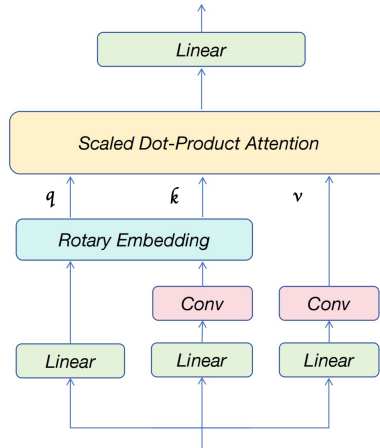 Linear
Scaled Dot-Product Attention
q k v
Rotary Embedding
Conv Conv
Linear Linear Linear